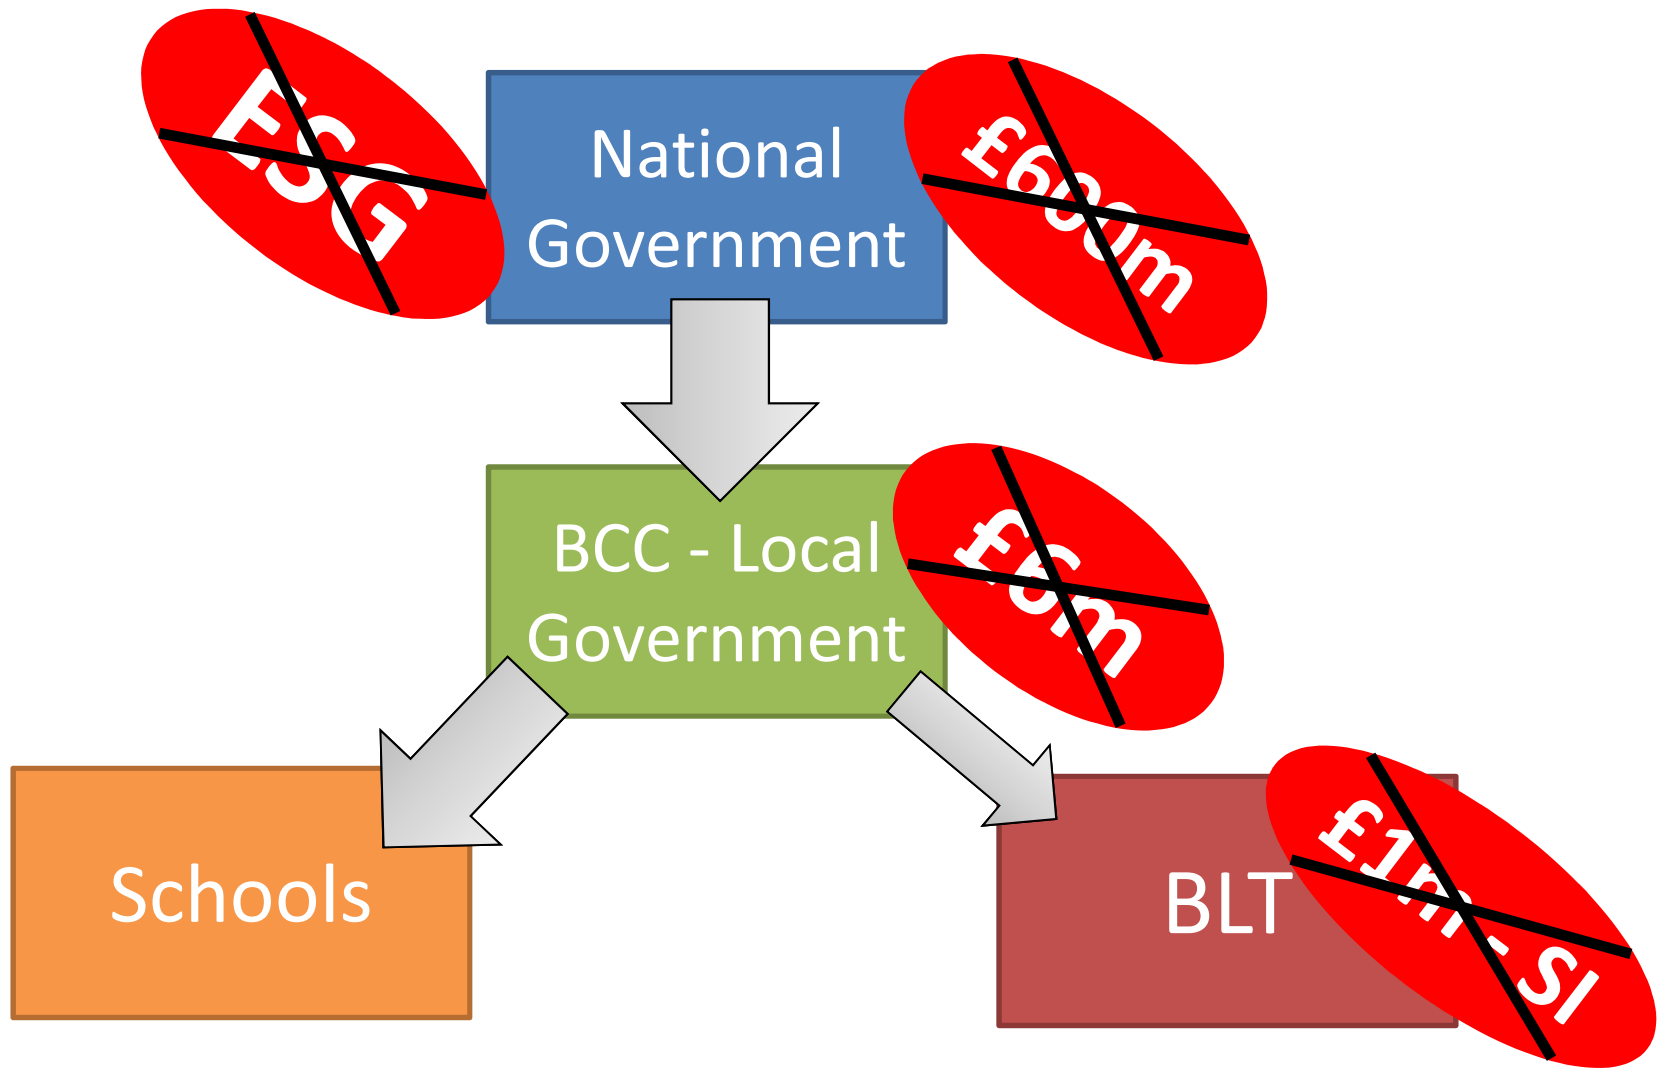 ESG
National
Government
£600m
BCC - Local
Government
£6m
Schools
BLT
£1m - SI